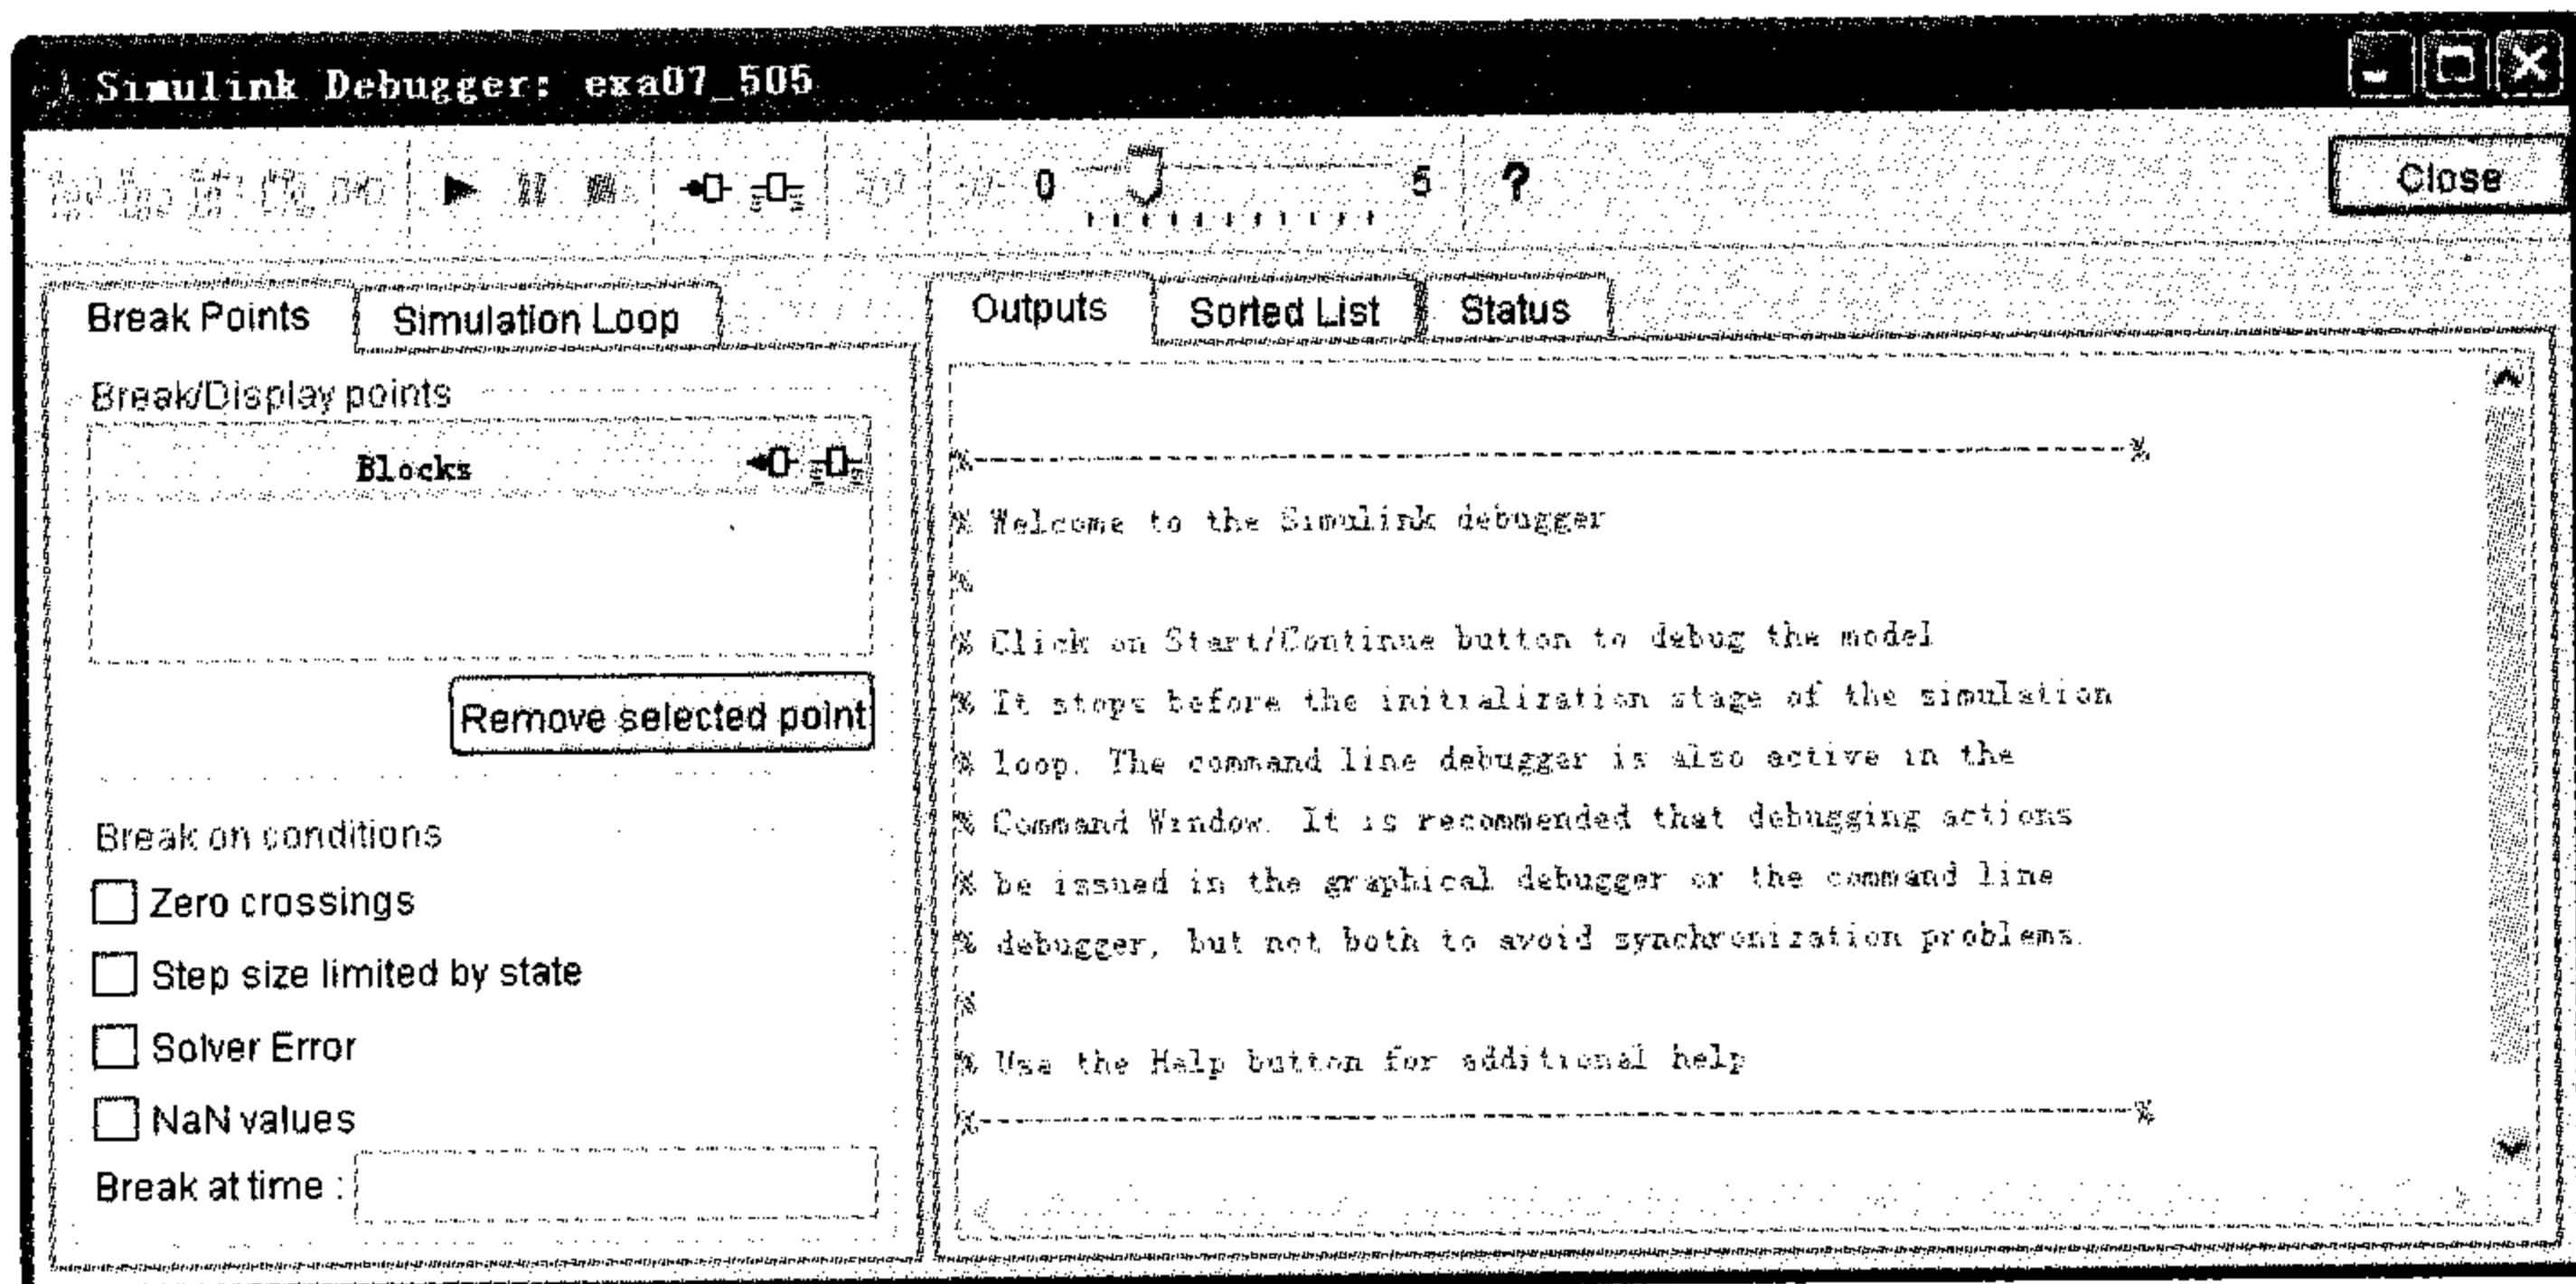 Simulink Debugger: exa07_505
0 5 ? Close
Break Points Simulation Loop
Break/Display points
Blocks
Remove selected point
Break on conditions
Zero crossings
Step size limited by state
Solver Error
NaN values
Break at time :
Outputs Sorted List Status
%----------------------------------------------------------------%
% Welcome to the Simulink debugger
%
% Click on Start/Continue button to debug the model
% It stops before the initialization stage of the simulation
% loop. The command line debugger is also active in the
% Command Window. It is recommended that debugging actions
% be issued in the graphical debugger or the command line
% debugger, but not both to avoid synchronization problems.
%
% Use the Help button for additional help
%----------------------------------------------------------------%